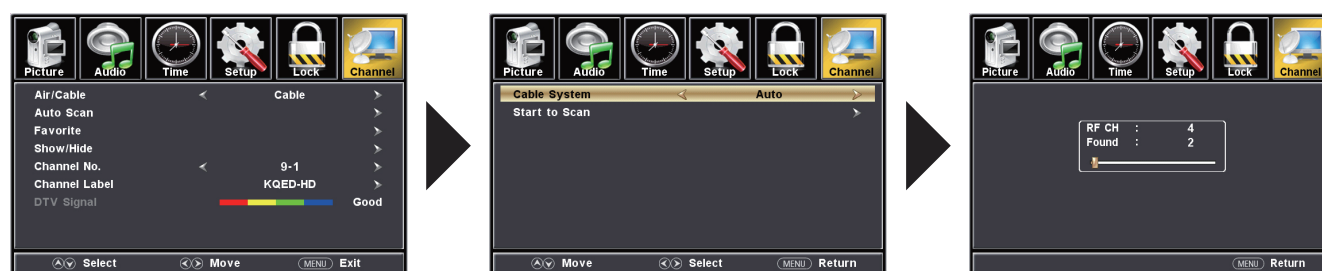 Picture Audio Time Setup Lock Channel
Air/Cable Cable
Auto Scan
Favorite
Show/Hide
Channel No. 9-1
Channel Label KQED-HD
DTV Signal Good
Select Move MENU Exit
Picture Audio Time Setup Lock Channel
Cable System Auto
Start to Scan
Move Select MENU Return
Picture Audio Time Setup Lock Channel
RF CH : 4
Found : 2
MENU Return